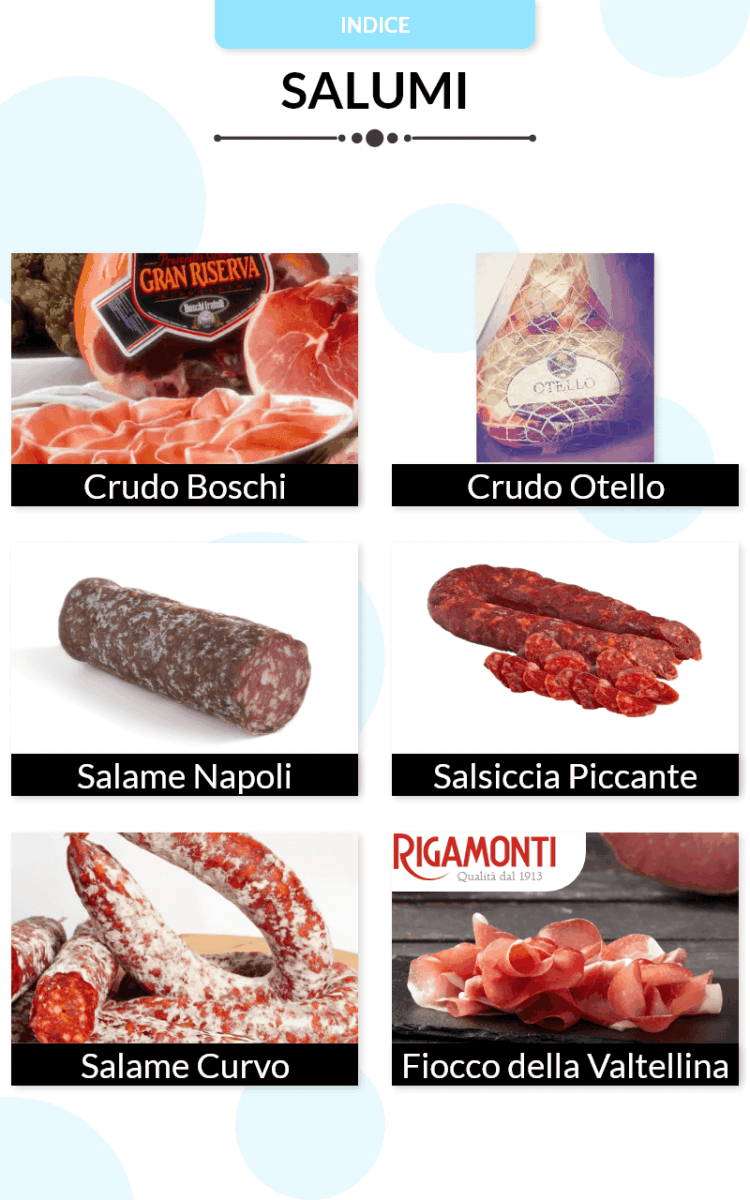 INDICE
SALUMI
GRAN RISERVA
Boschi Fratelli
OTELLO
Crudo Boschi
Crudo Otello
Salame Napoli
Salsiccia Piccante
RIGAMONTI
Qualità dal 1913
Salame Curvo
Fiocco della Valtellina